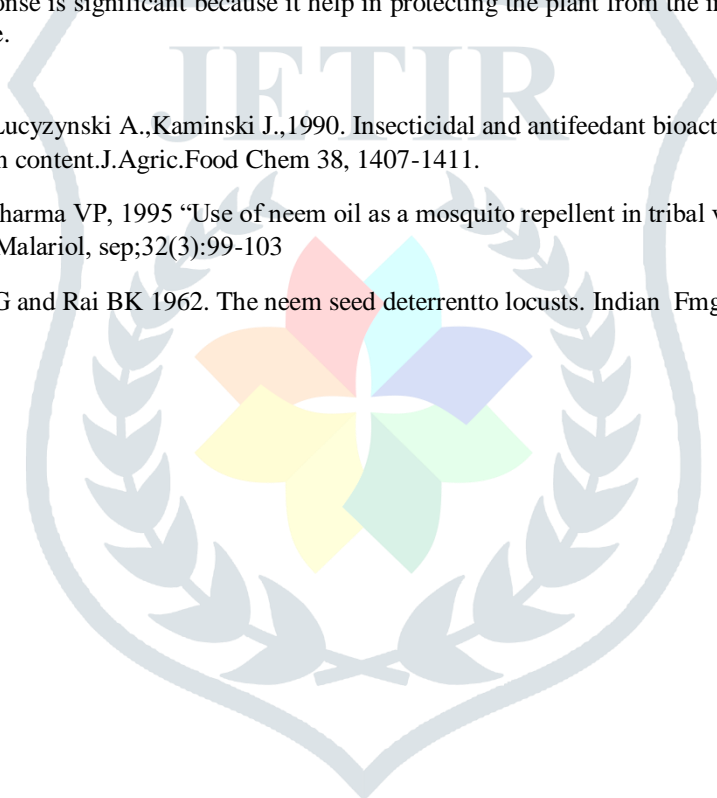 onse is significant because it help in protecting the plant from the in
e.
JETIR
Lucyzynski A.,Kaminski J.,1990. Insecticidal and antifeedant bioact
n content.J.Agric.Food Chem 38, 1407-1411.
harma VP, 1995 “Use of neem oil as a mosquito repellent in tribal v
Malariol, sep;32(3):99-103
G and Rai BK 1962. The neem seed deterrentto locusts. Indian Fmg